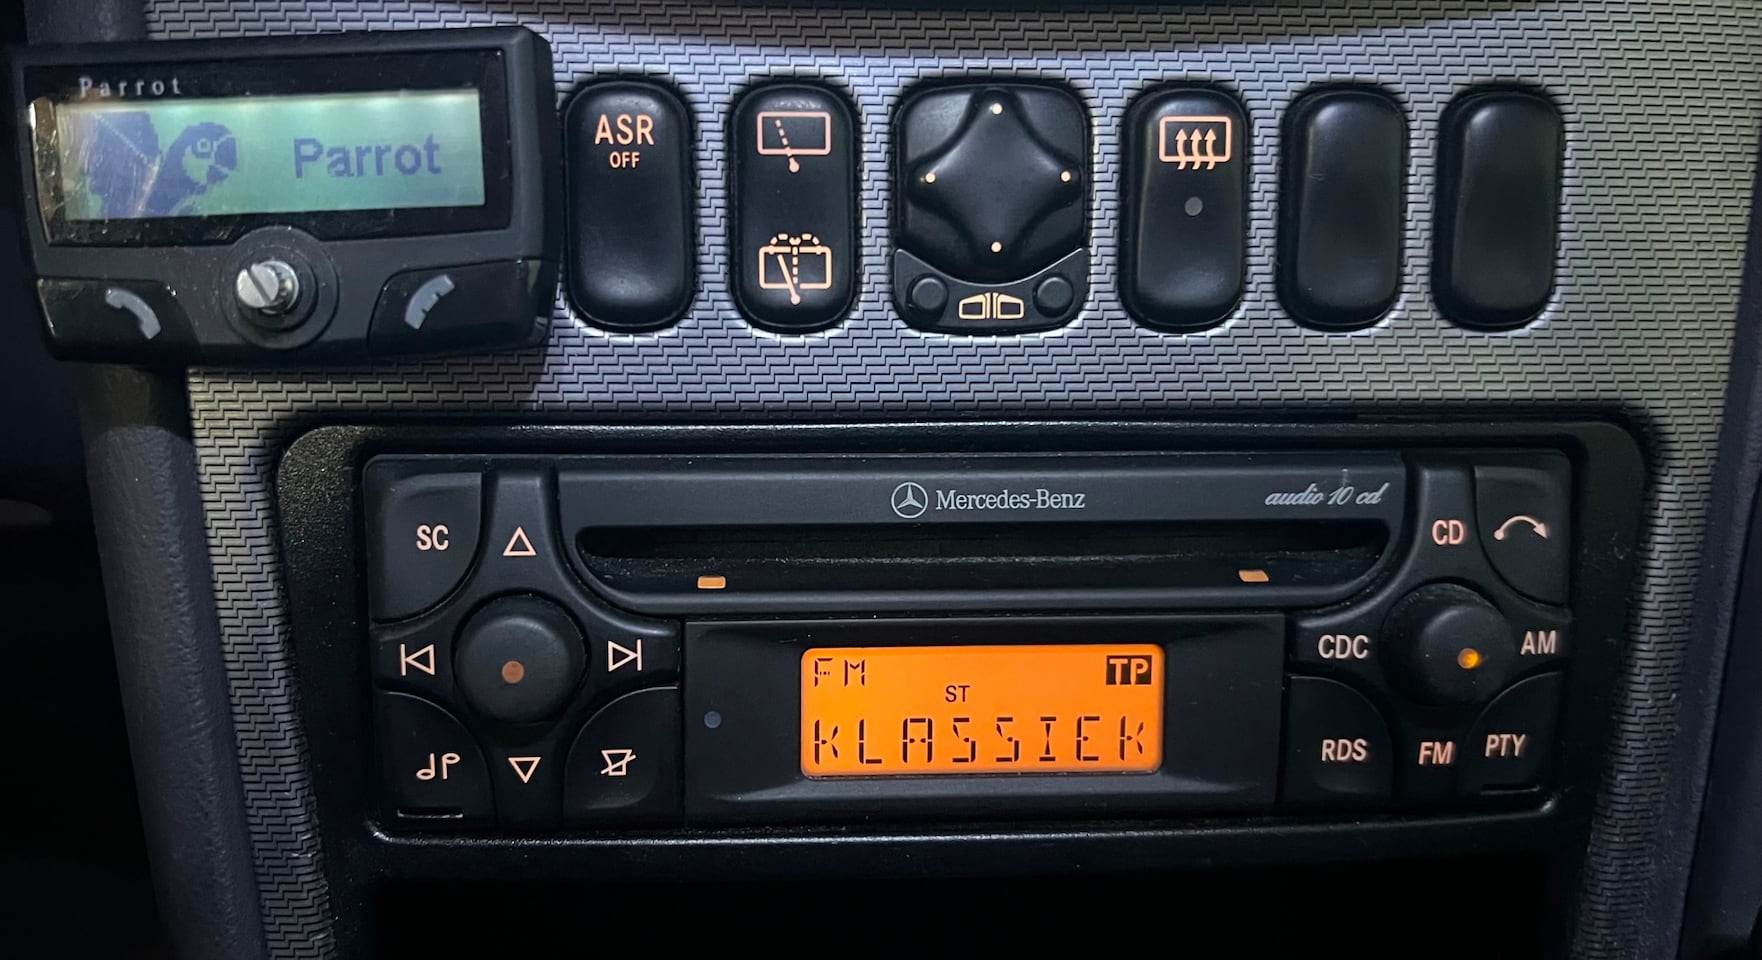 Parrot
Parrot
ASR
OFF
Mercedes-Benz
audio 10 cd
SC
CD
CDC
AM
FM
TP
ST
KLASSIEK
RDS
FM
PTY